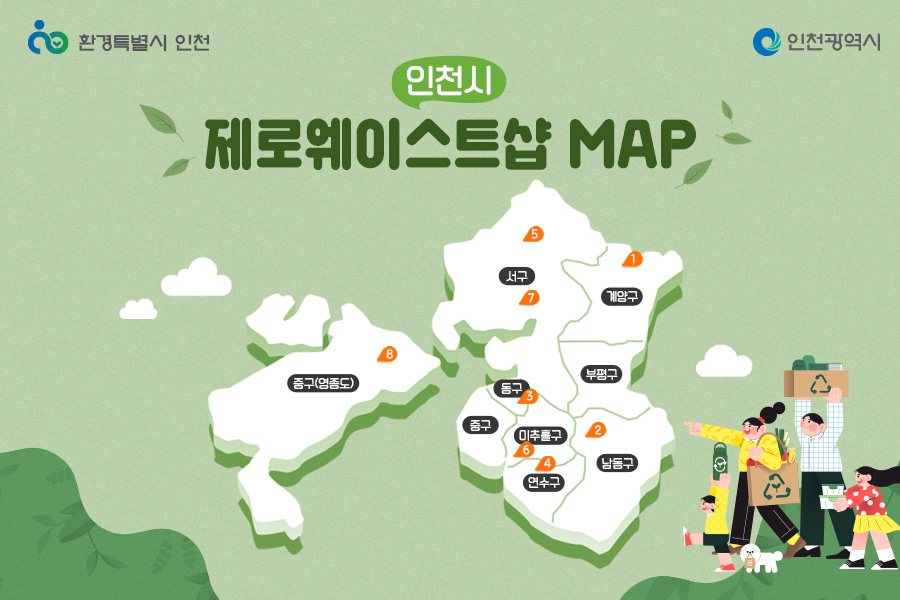 환경특별시 인천
인천광역시
인천시
제로웨이스트샵 MAP
5
1
서구
계양구
7
8
중구(영종도)
부평구
동구
3
중구
미추홀구
2
6
4
남동구
연수구